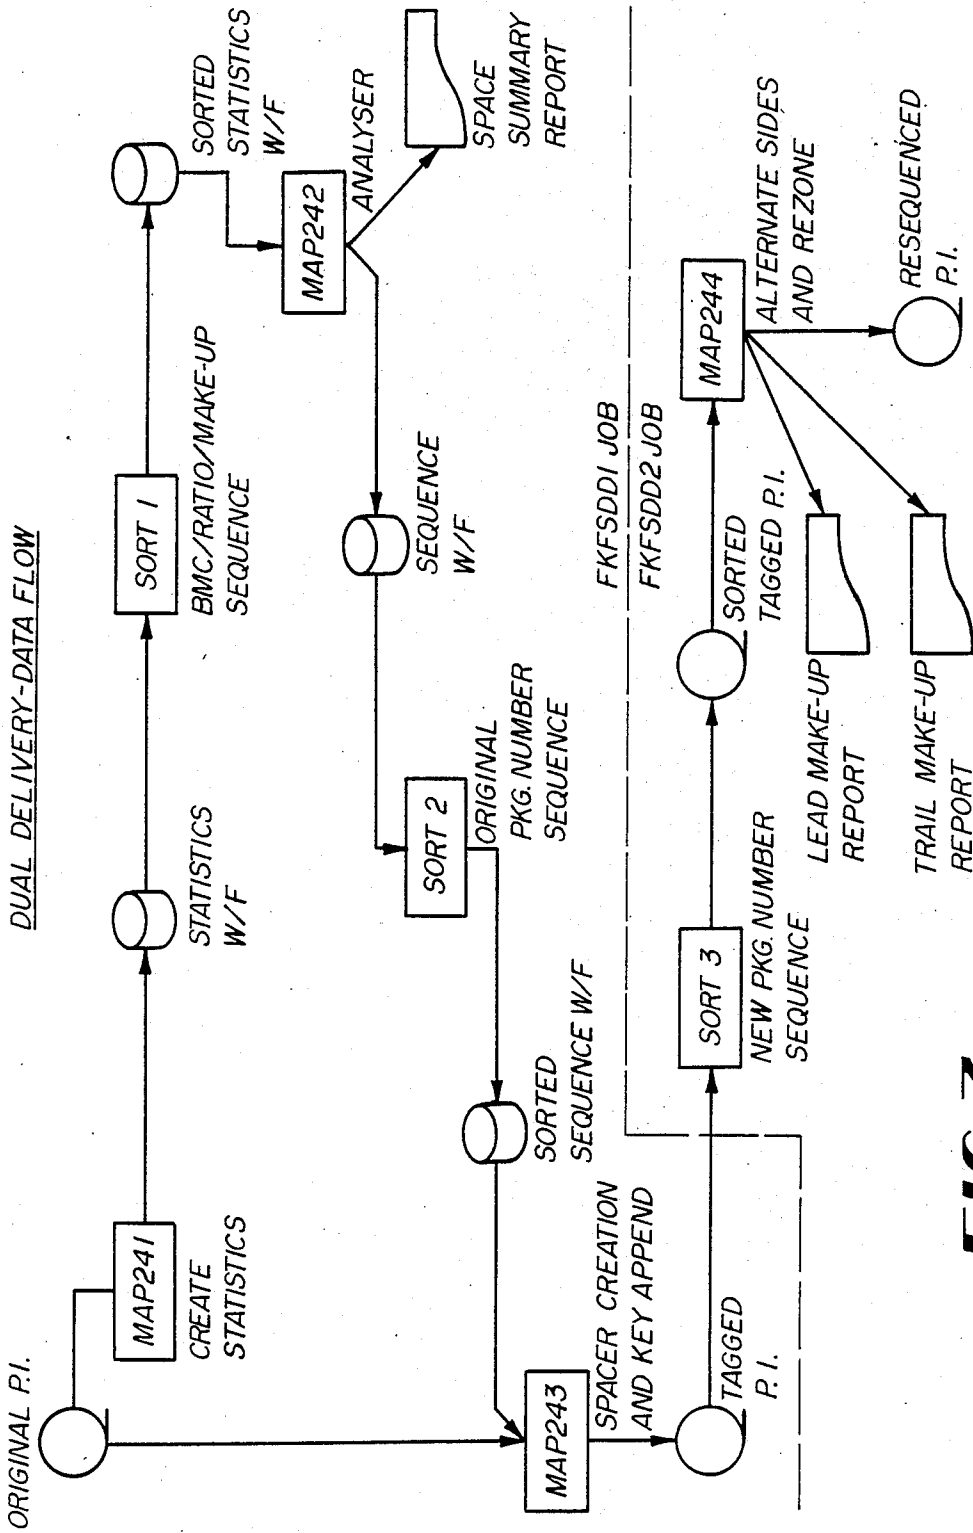 DUAL DELIVERY-DATA FLOW
ORIGINAL P.I.
MAP241
CREATE
STATISTICS
STATISTICS
W/F
SORT 1
BMC/RATIO/MAKE-UP
SEQUENCE
SORTED
STATISTICS
W/F
MAP242
ANALYSER
SPACE
SUMMARY
REPORT
SEQUENCE
W/F
SORT 2
ORIGINAL
PKG. NUMBER
SEQUENCE
SORTED
SEQUENCE W/F
MAP243
SPACER CREATION
AND KEY APPEND
TAGGED
P.I.
FKFSDD1 JOB
FKFSDD2 JOB
SORT 3
NEW PKG. NUMBER
SEQUENCE
SORTED
TAGGED P.I.
MAP244
ALTERNATE SIDES
AND REZONE
RESEQUENCED
P.I.
LEAD MAKE-UP
REPORT
TRAIL MAKE-UP
REPORT